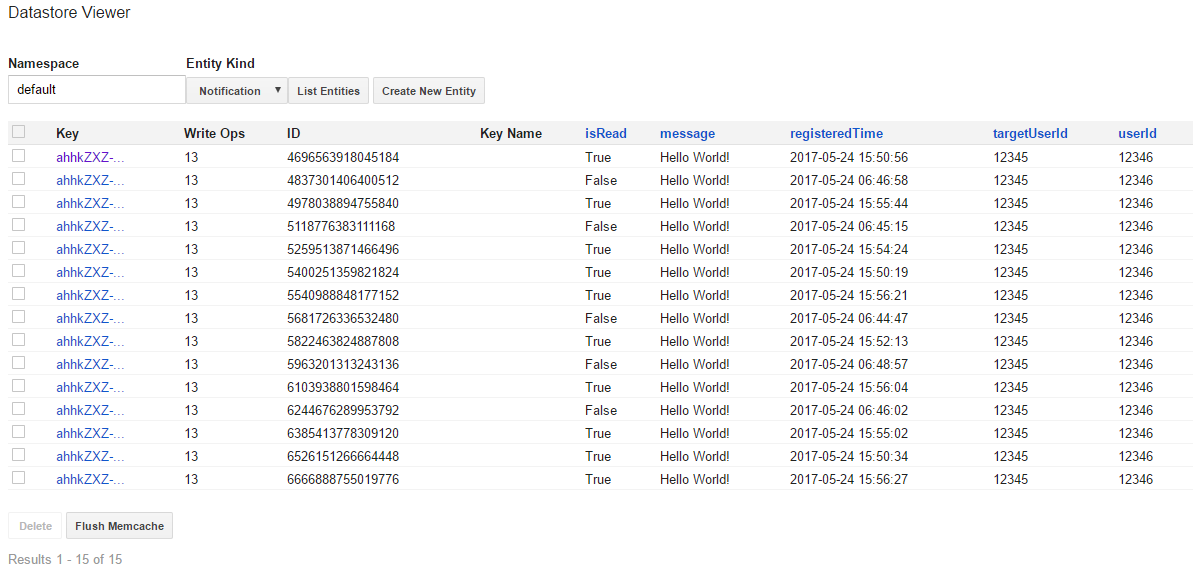 Datastore Viewer
Namespace Entity Kind
default Notification ▼ List Entities Create New Entity
Key Write Ops ID Key Name isRead message registeredTime targetUserId userId
ahhkZXZ-... 13 4696563918045184 True Hello World! 2017-05-24 15:50:56 12345 12346
ahhkZXZ-... 13 4837301406400512 False Hello World! 2017-05-24 06:46:58 12345 12346
ahhkZXZ-... 13 4978038894755840 True Hello World! 2017-05-24 15:55:44 12345 12346
ahhkZXZ-... 13 5118776383111168 False Hello World! 2017-05-24 06:45:15 12345 12346
ahhkZXZ-... 13 5259513871466496 True Hello World! 2017-05-24 15:54:24 12345 12346
ahhkZXZ-... 13 5400251359821824 True Hello World! 2017-05-24 15:50:19 12345 12346
ahhkZXZ-... 13 5540988848177152 True Hello World! 2017-05-24 15:56:21 12345 12346
ahhkZXZ-... 13 5681726336532480 False Hello World! 2017-05-24 06:44:47 12345 12346
ahhkZXZ-... 13 5822463824887808 True Hello World! 2017-05-24 15:52:13 12345 12346
ahhkZXZ-... 13 5963201313243136 False Hello World! 2017-05-24 06:48:57 12345 12346
ahhkZXZ-... 13 6103938801598464 True Hello World! 2017-05-24 15:56:04 12345 12346
ahhkZXZ-... 13 6244676289953792 False Hello World! 2017-05-24 06:46:02 12345 12346
ahhkZXZ-... 13 6385413778309120 True Hello World! 2017-05-24 15:55:02 12345 12346
ahhkZXZ-... 13 6526151266664448 True Hello World! 2017-05-24 15:50:34 12345 12346
ahhkZXZ-... 13 6666888755019776 True Hello World! 2017-05-24 15:56:27 12345 12346
Delete Flush Memcache
Results 1 - 15 of 15